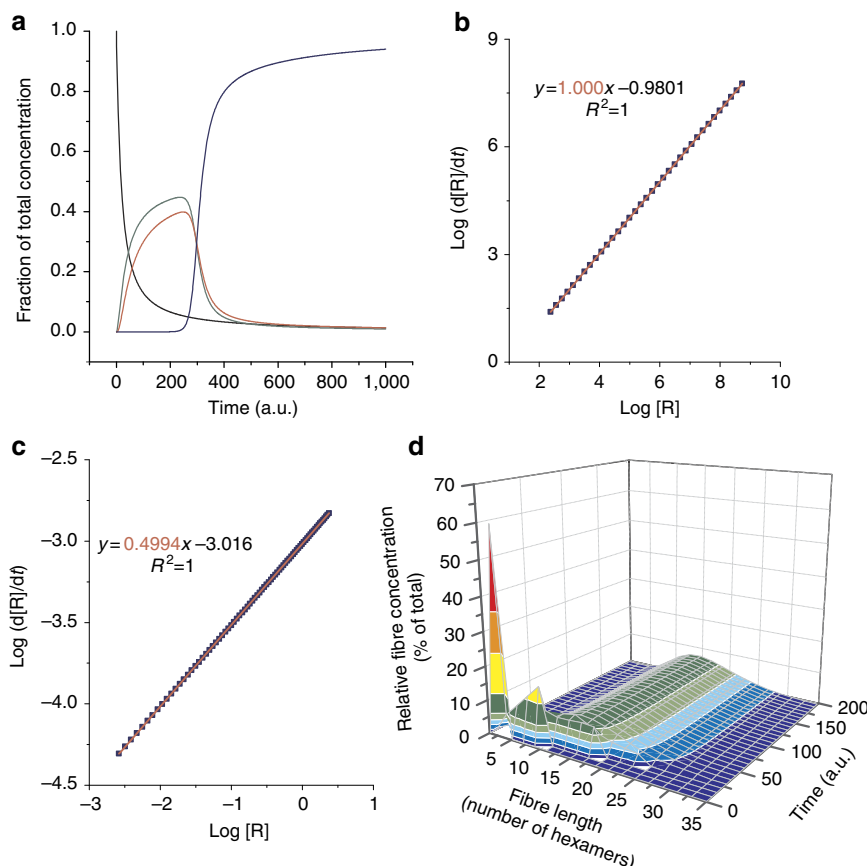 a
1.0
0.8
0.6
0.4
0.2
0.0
Fraction of total concentration
0 200 400 600 800 1,000
Time (a.u.)
b
9
6
3
0
Log (d[R]/dt)
y=1.000x−0.9801
R²=1
2 4 6 8 10
Log [R]
c
−2.5
−3.0
−3.5
−4.0
−4.5
Log (d[R]/dt)
y=0.4994x−3.016
R²=1
−3 −2 −1 0 1
Log [R]
d
70
60
50
40
30
20
10
0
Relative fibre concentration
(% of total)
5 10 15 20 25 30 35
Fibre length
(number of hexamers)
0 50 100 150 200
Time (a.u.)